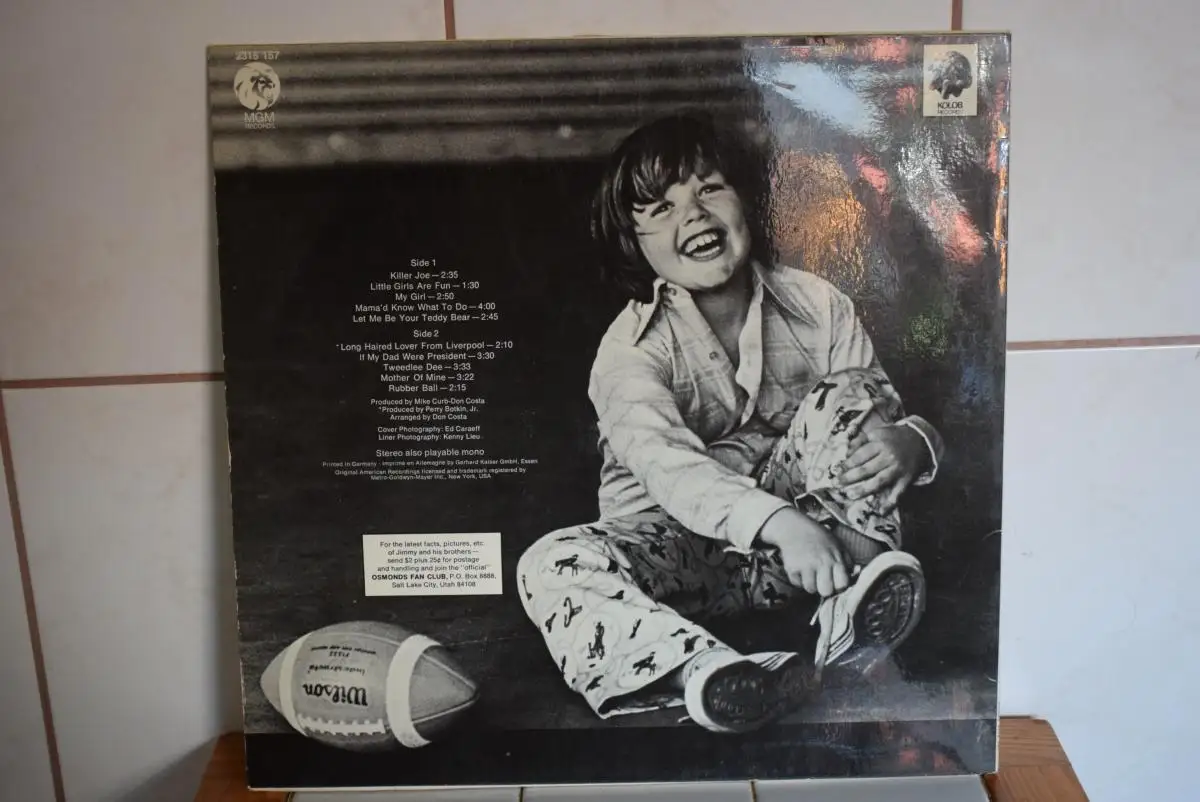 2315 157
MGM
RECORDS
KOLOB
RECORDS
Side 1
Killer Joe — 2:35
Little Girls Are Fun — 1:30
My Girl — 2:50
Mama'd Know What To Do — 4:00
Let Me Be Your Teddy Bear — 2:45
Side 2
*Long Haired Lover From Liverpool — 2:10
If My Dad Were President — 3:30
Tweedlee Dee — 3:33
Mother Of Mine — 3:22
Rubber Ball — 2:15
Produced by Mike Curb-Don Costa
*Produced by Perry Botkin, Jr.
Arranged by Don Costa
Cover Photography: Ed Caraeff
Liner Photography: Kenny Lieu
Stereo also playable mono
Printed in Germany · Imprimé en Allemagne by Gerhard Kaiser GmbH, Essen
Original American Recordings licensed and trademark registered by
Metro-Goldwyn-Mayer Inc., New York, USA
For the latest facts, pictures, etc.
of Jimmy and his brothers —
send $2 plus 25¢ for postage
and handling and join the "official"
OSMONDS FAN CLUB, P.O. Box 8888,
Salt Lake City, Utah 84108
Wilson